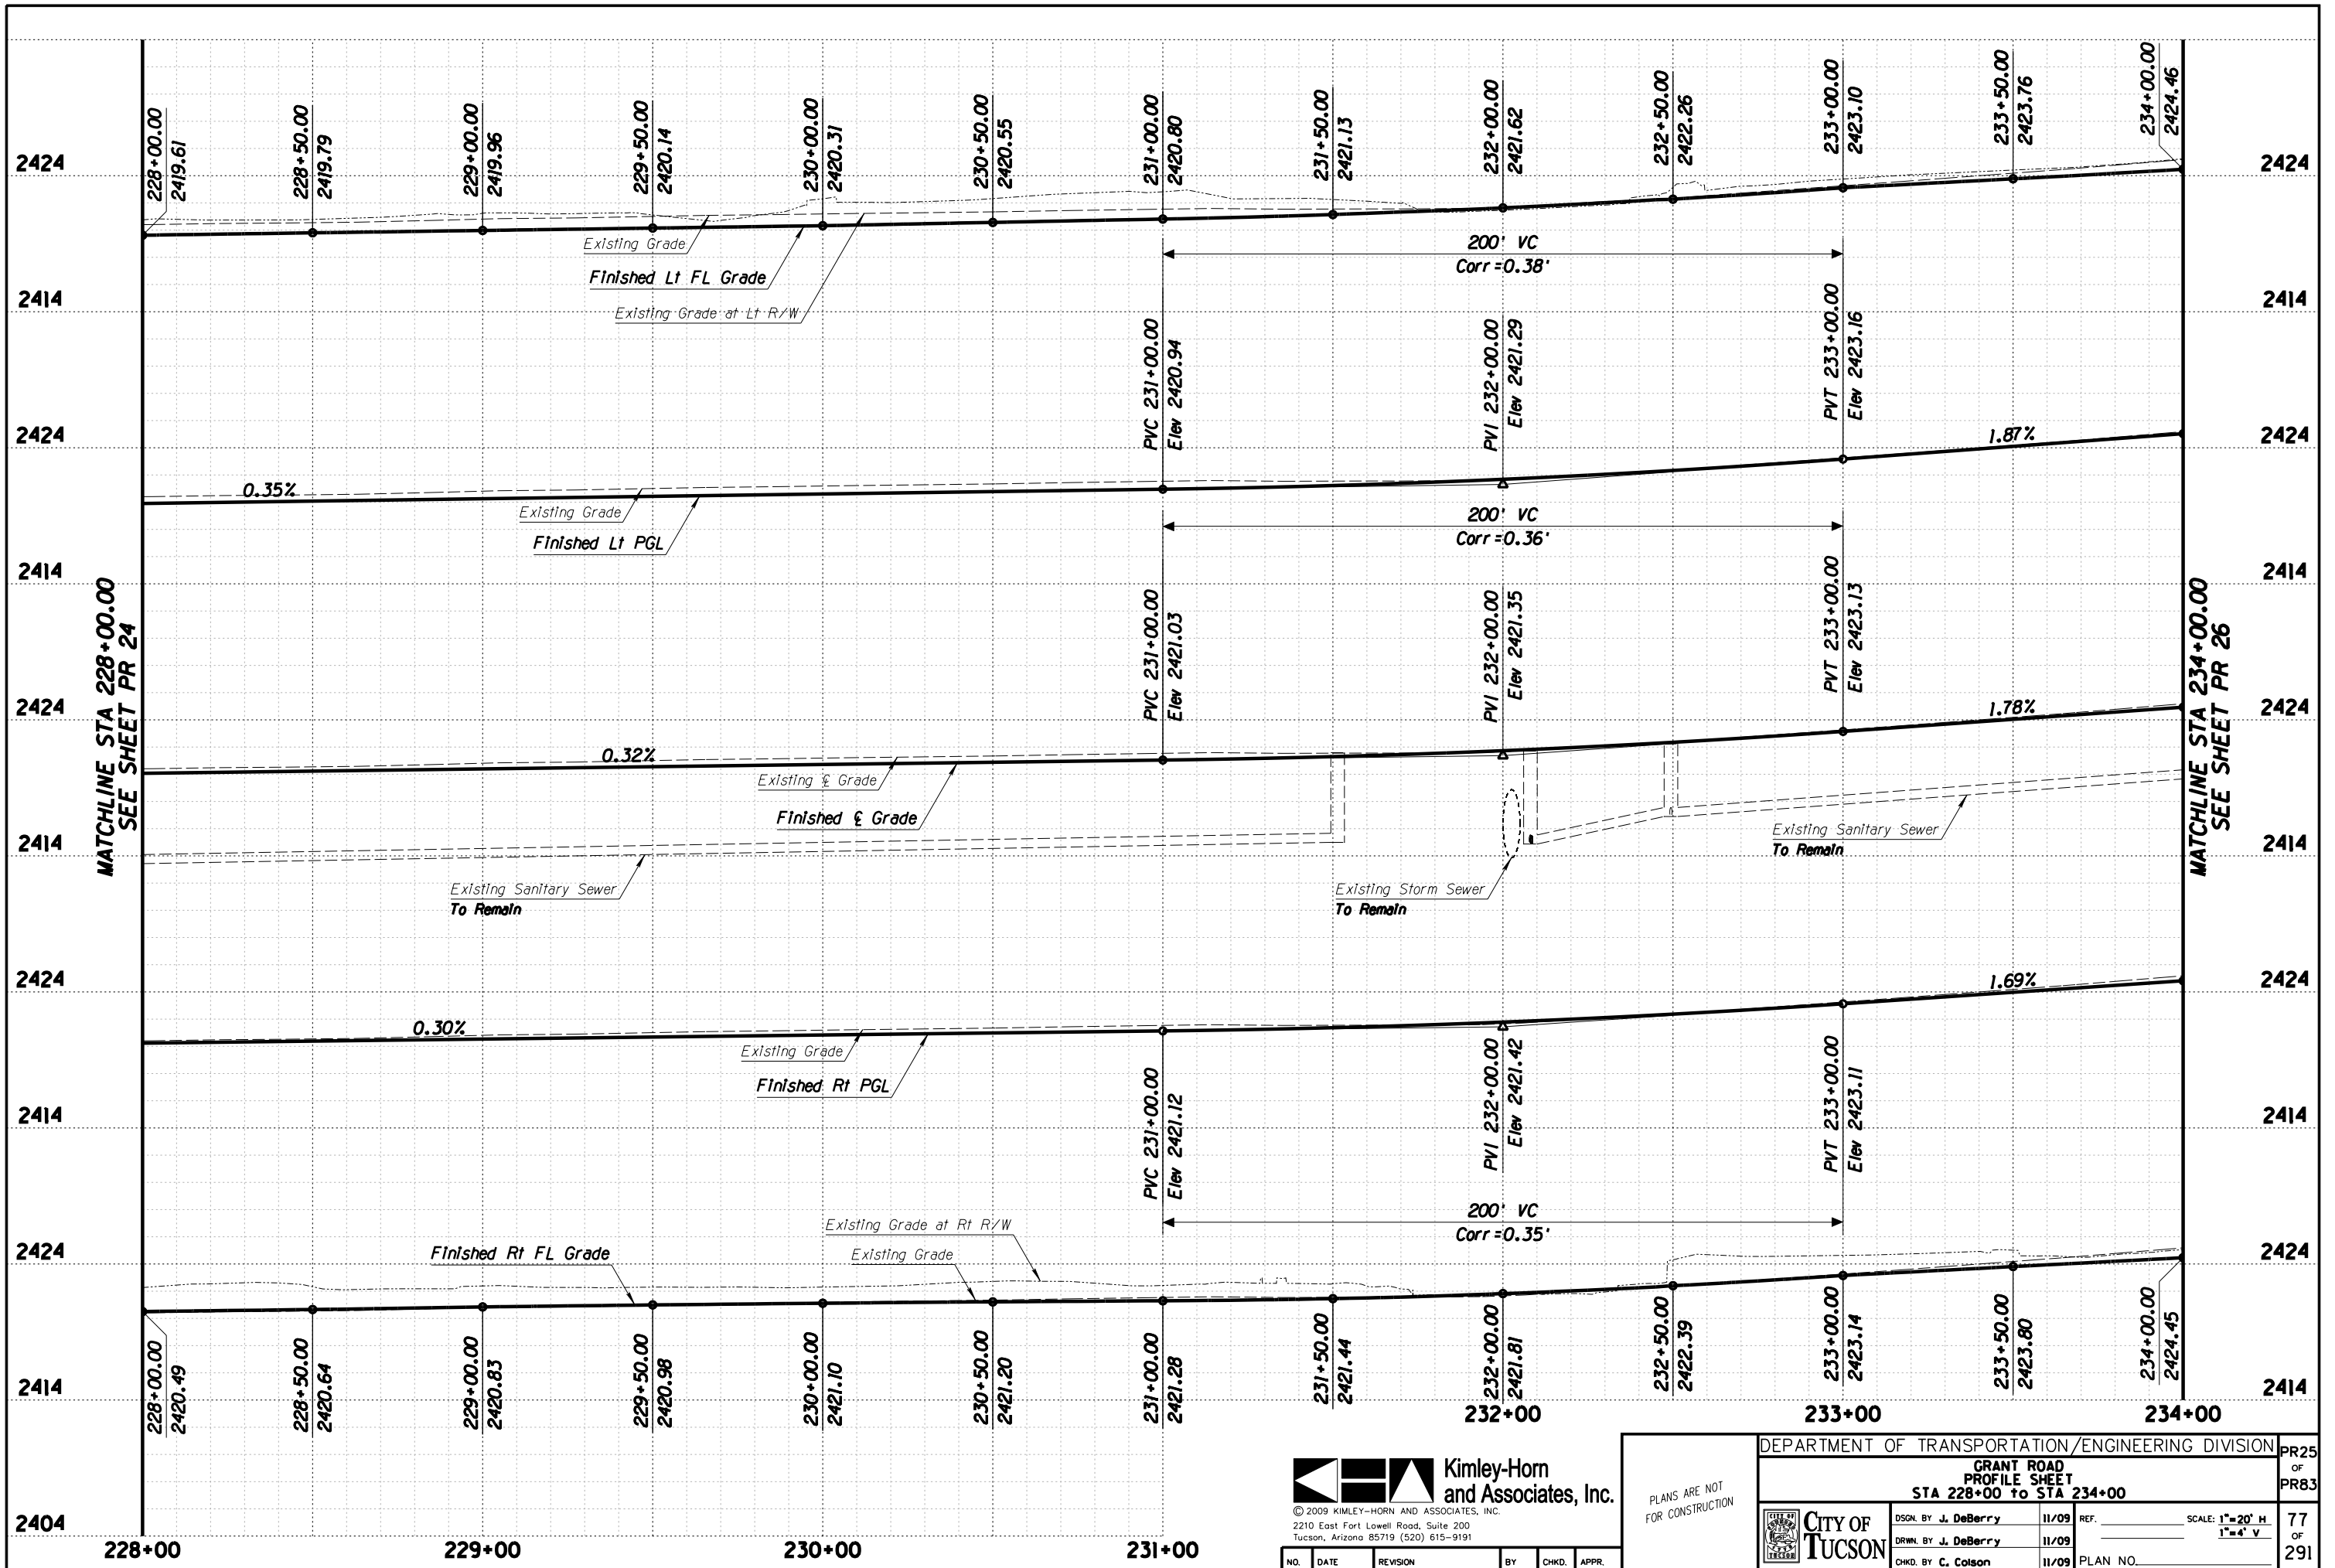 228+00.00
2419.61
228+50.00
2419.79
229+00.00
2419.96
229+50.00
2420.14
230+00.00
2420.31
230+50.00
2420.55
231+00.00
2420.80
231+50.00
2421.13
232+00.00
2421.62
232+50.00
2422.26
233+00.00
2423.10
233+50.00
2423.76
234+00.00
2424.46
2424
2424
Existing Grade
Finished Lt FL Grade
Existing Grade at Lt R/W
200' VC
Corr=0.38'
2414
2414
PVC 231+00.00
Elev 2420.94
PVI 232+00.00
Elev 2421.29
PVT 233+00.00
Elev 2423.16
2424
2424
0.35%
1.87%
Existing Grade
Finished Lt PGL
200' VC
Corr=0.36'
2414
2414
MATCHLINE STA 228+00.00
SEE SHEET PR 24
MATCHLINE STA 234+00.00
SEE SHEET PR 26
PVC 231+00.00
Elev 2421.03
PVI 232+00.00
Elev 2421.35
PVT 233+00.00
Elev 2423.13
2424
2424
0.32%
1.78%
Existing ℄ Grade
Finished ℄ Grade
2414
2414
Existing Sanitary Sewer
To Remain
Existing Storm Sewer
To Remain
Existing Sanitary Sewer
To Remain
2424
2424
0.30%
1.69%
Existing Grade
Finished Rt PGL
2414
2414
PVC 231+00.00
Elev 2421.12
PVI 232+00.00
Elev 2421.42
PVT 233+00.00
Elev 2423.11
200' VC
Corr=0.35'
Existing Grade at Rt R/W
Finished Rt FL Grade
Existing Grade
2424
2424
228+00.00
2420.49
228+50.00
2420.64
229+00.00
2420.83
229+50.00
2420.98
230+00.00
2421.10
230+50.00
2421.20
231+00.00
2421.28
231+50.00
2421.44
232+00.00
2421.81
232+50.00
2422.39
233+00.00
2423.14
233+50.00
2423.80
234+00.00
2424.45
2414
2414
232+00
233+00
234+00
2404
228+00
229+00
230+00
231+00
Kimley-Horn
and Associates, Inc.
© 2009 KIMLEY-HORN AND ASSOCIATES, INC.
2210 East Fort Lowell Road, Suite 200
Tucson, Arizona 85719 (520) 615-9191
NO. DATE REVISION BY CHKD. APPR.
PLANS ARE NOT
FOR CONSTRUCTION
DEPARTMENT OF TRANSPORTATION/ENGINEERING DIVISION
GRANT ROAD
PROFILE SHEET
STA 228+00 to STA 234+00
PR25
OF
PR83
CITY OF
TUCSON
CITY OF
TUCSON
DSGN. BY J. DeBerry 11/09
DRWN. BY J. DeBerry 11/09
CHKD. BY C. Colson 11/09
REF.
SCALE: 1"=20' H
1"=4' V
PLAN NO.
77
OF
291